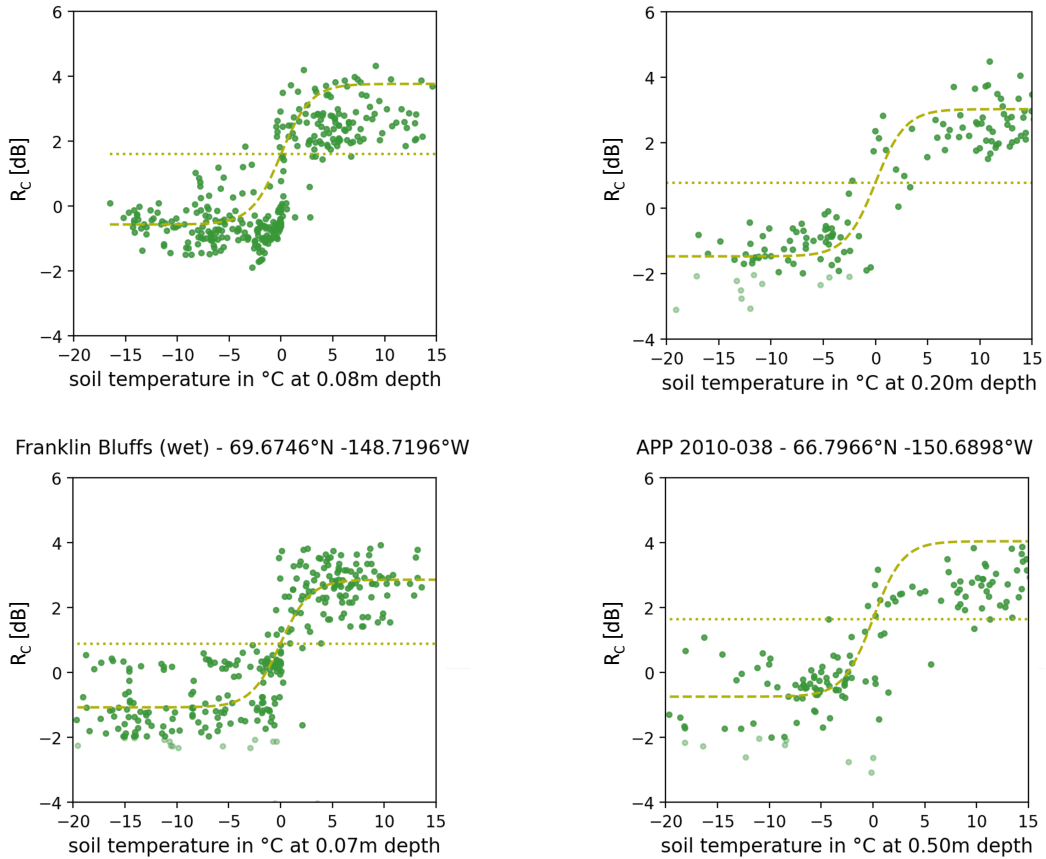 6
4
2
0
−2
−4
R_C [dB]
−20 −15 −10 −5 0 5 10 15
soil temperature in °C at 0.08m depth
6
4
2
0
−2
−4
R_C [dB]
−20 −15 −10 −5 0 5 10 15
soil temperature in °C at 0.20m depth
Franklin Bluffs (wet) - 69.6746°N -148.7196°W
6
4
2
0
−2
−4
R_C [dB]
−20 −15 −10 −5 0 5 10 15
soil temperature in °C at 0.07m depth
APP 2010-038 - 66.7966°N -150.6898°W
6
4
2
0
−2
−4
R_C [dB]
−20 −15 −10 −5 0 5 10 15
soil temperature in °C at 0.50m depth